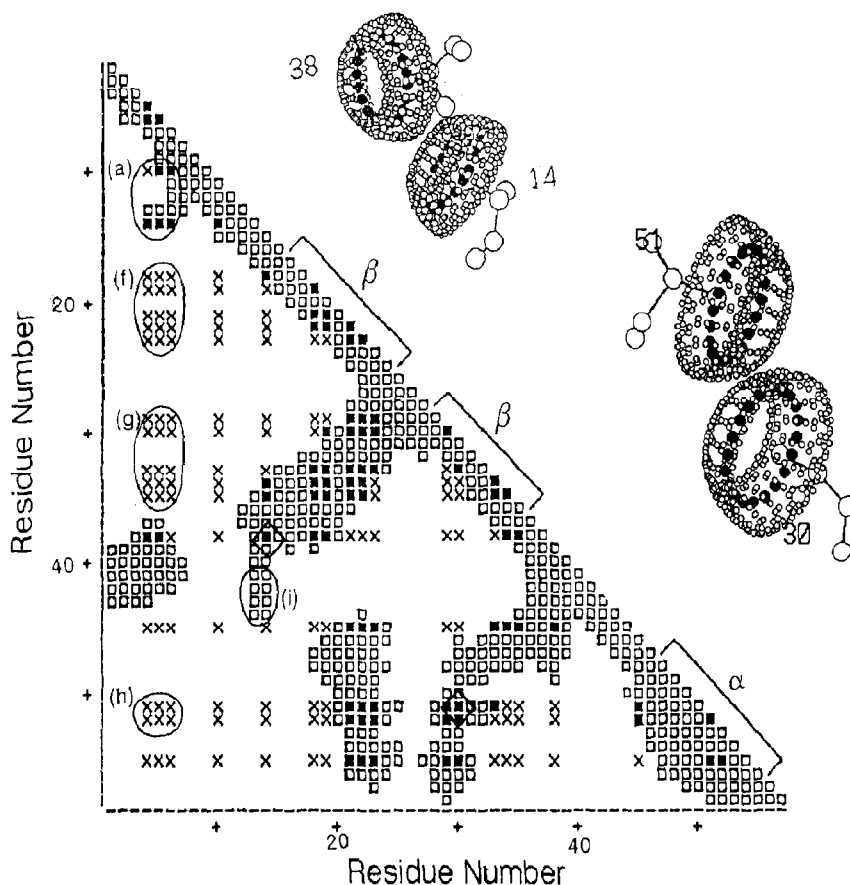 38
14
(a)
β
51
(f)
20
Residue Number
(g)
β
30
40
(i)
(h)
α
20
40
Residue Number